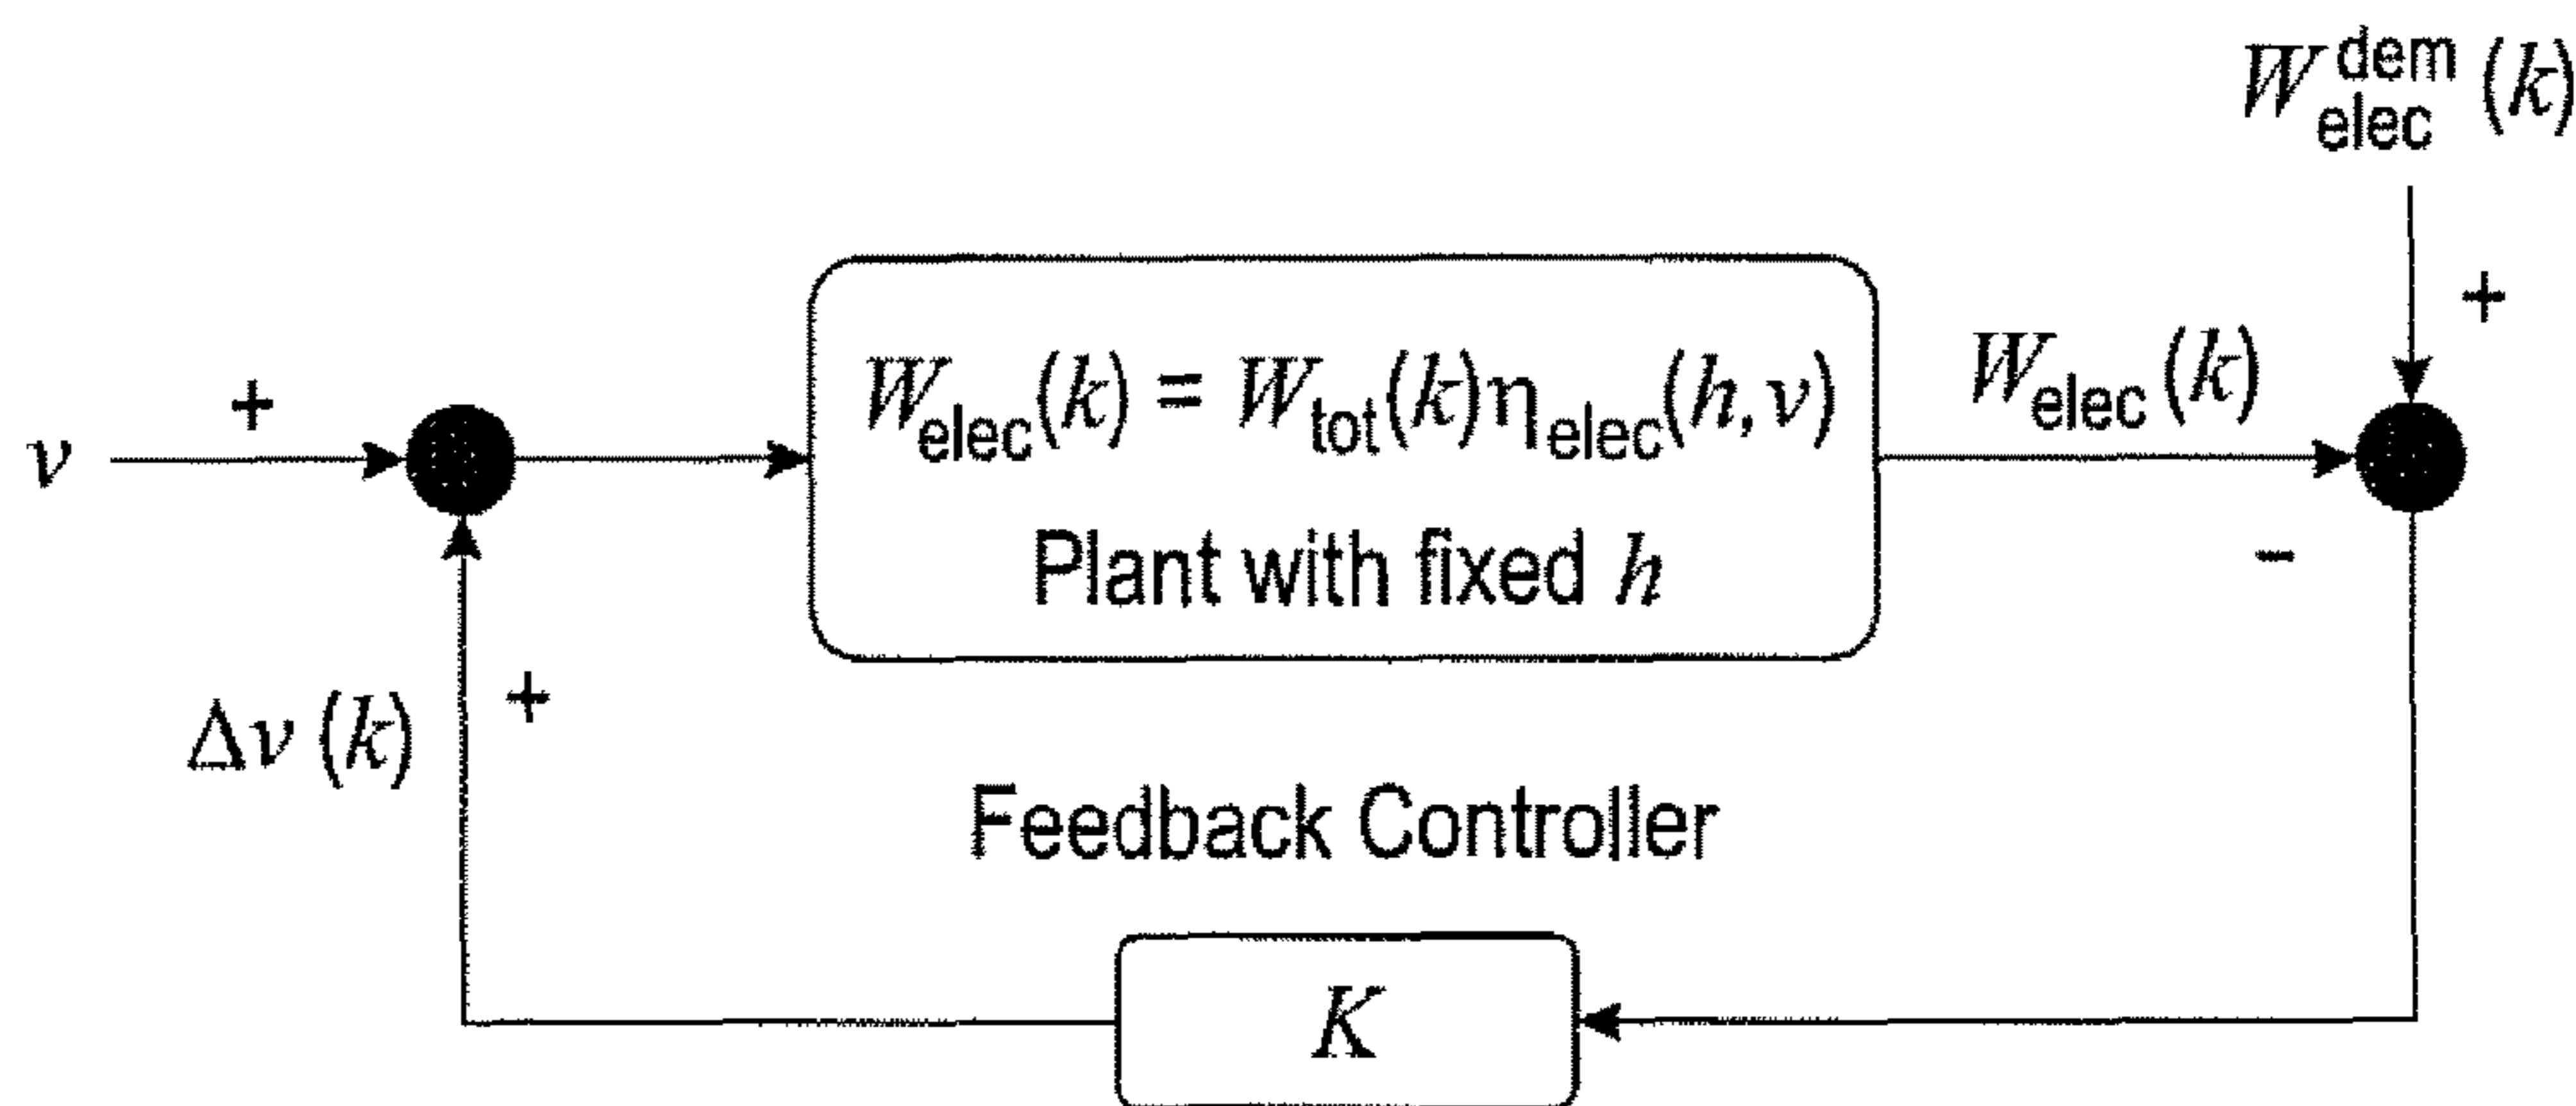 W_elec^dem (k)
+
W_elec(k) = W_tot(k)η_elec(h, v)
W_elec (k)
+
v
Plant with fixed h
-
Δv (k)
+
Feedback Controller
K